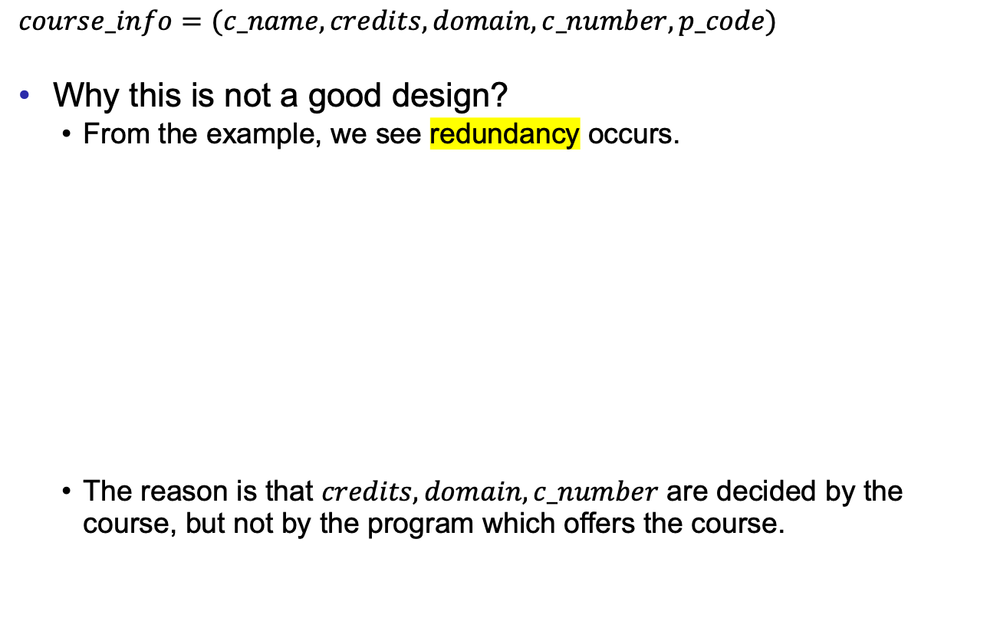 course_info = (c_name, credits, domain, c_number, p_code)
• Why this is not a good design?
• From the example, we see redundancy occurs.
• The reason is that credits, domain, c_number are decided by the
course, but not by the program which offers the course.